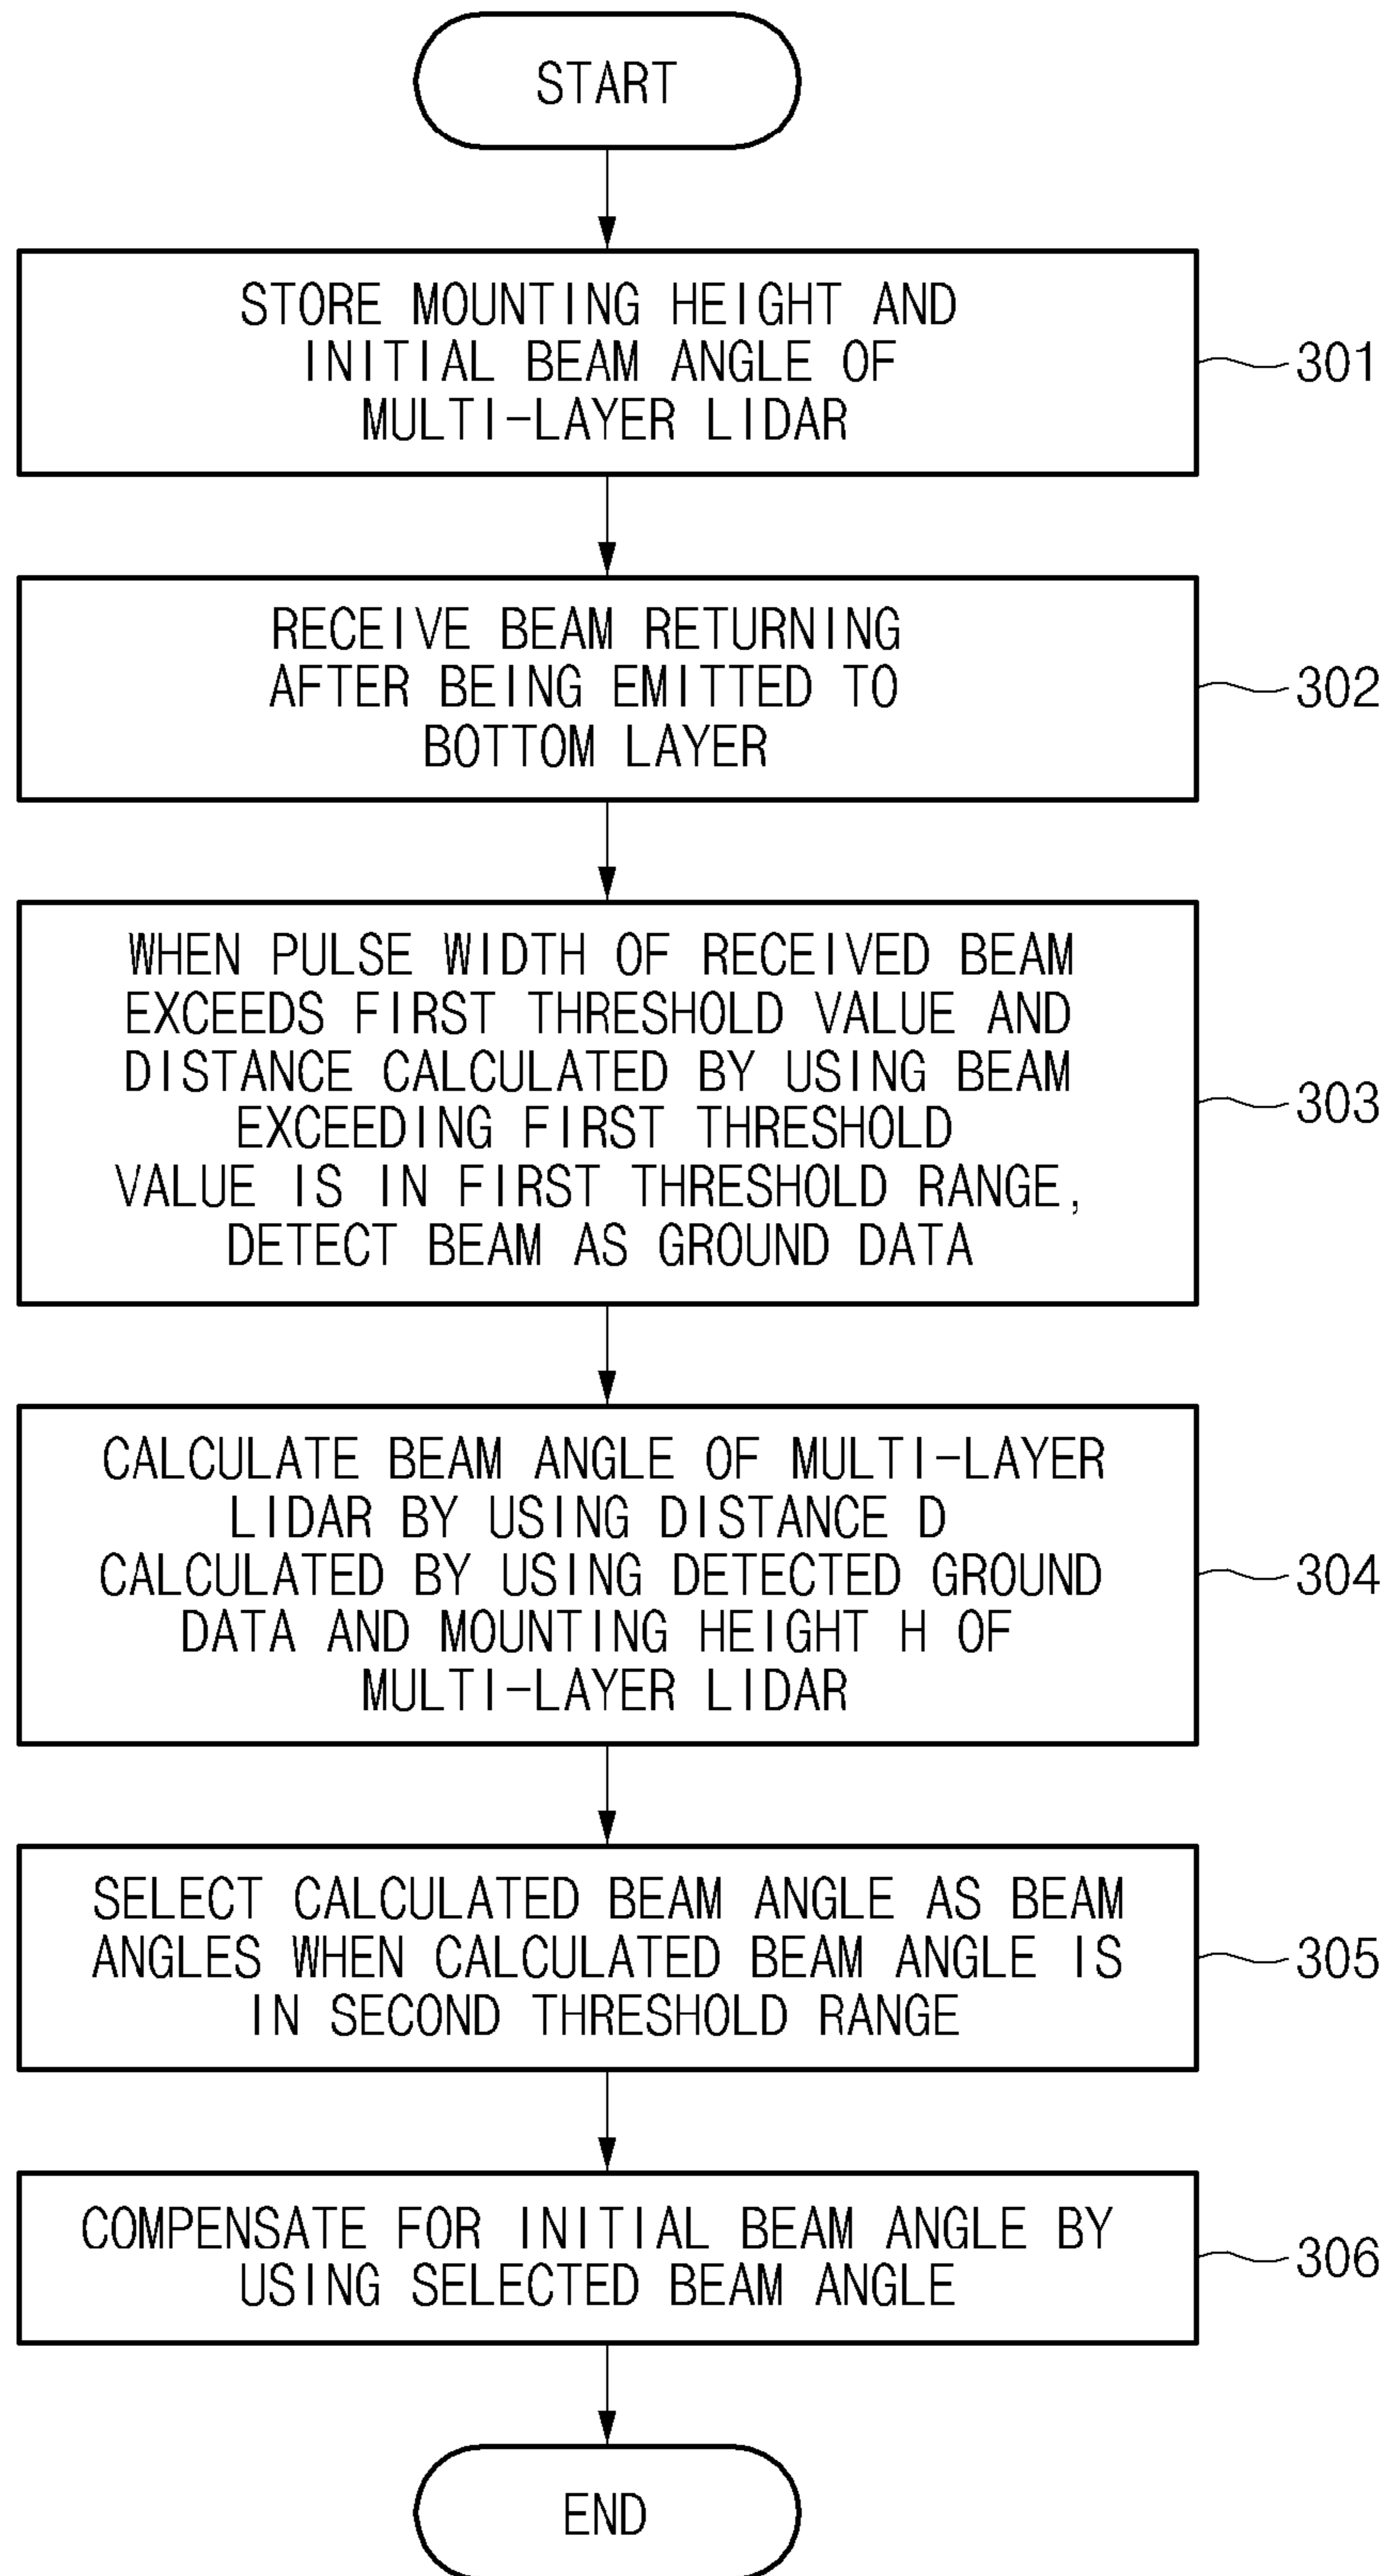 START
STORE MOUNTING HEIGHT AND
INITIAL BEAM ANGLE OF
MULTI-LAYER LIDAR
301
RECEIVE BEAM RETURNING
AFTER BEING EMITTED TO
BOTTOM LAYER
302
WHEN PULSE WIDTH OF RECEIVED BEAM
EXCEEDS FIRST THRESHOLD VALUE AND
DISTANCE CALCULATED BY USING BEAM
EXCEEDING FIRST THRESHOLD
VALUE IS IN FIRST THRESHOLD RANGE,
DETECT BEAM AS GROUND DATA
303
CALCULATE BEAM ANGLE OF MULTI-LAYER
LIDAR BY USING DISTANCE D
CALCULATED BY USING DETECTED GROUND
DATA AND MOUNTING HEIGHT H OF
MULTI-LAYER LIDAR
304
SELECT CALCULATED BEAM ANGLE AS BEAM
ANGLES WHEN CALCULATED BEAM ANGLE IS
IN SECOND THRESHOLD RANGE
305
COMPENSATE FOR INITIAL BEAM ANGLE BY
USING SELECTED BEAM ANGLE
306
END